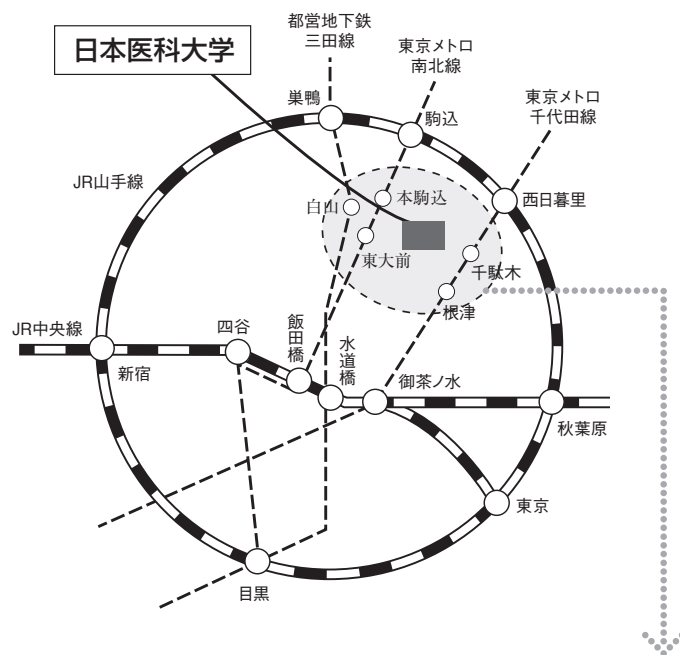 都営地下鉄
三田線
日本医科大学
東京メトロ
南北線
東京メトロ
千代田線
巣鴨
駒込
JR山手線
西日暮里
本駒込
白山
東大前
千駄木
根津
JR中央線
四谷
飯田橋
水道橋
新宿
御茶ノ水
秋葉原
東京
目黒